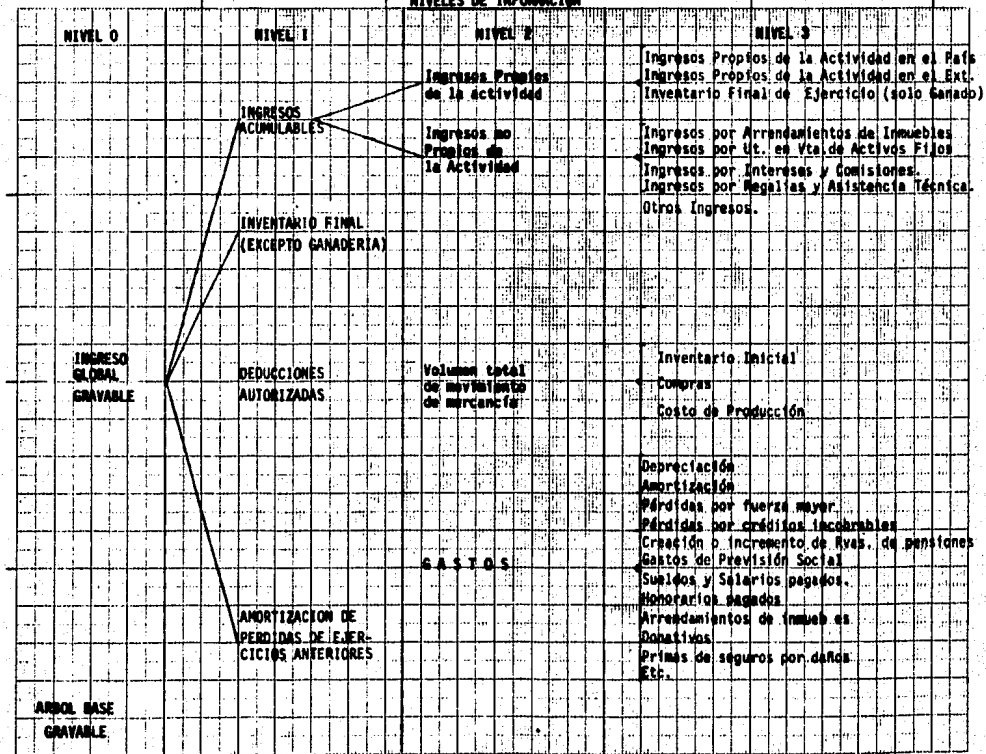 NIVELES DE INFORMACION
NIVEL 0
NIVEL I
NIVEL 2
NIVEL 3
INGRESO
GLOBAL
GRAVABLE
INGRESOS
ACUMULABLES
Ingresos Propios
de la actividad
Ingresos Propios de la Actividad en el País
Ingresos Propios de la Actividad en el Ext.
Inventario Final de Ejercicio (solo Ganado)
Ingresos no
Propios de
la Actividad
Ingresos por Arrendamientos de Inmuebles
Ingresos por Ut. en Vta.de Activos Fijos
Ingresos por Intereses y Comisiones.
Ingresos por Regalías y Asistencia Técnica.
Otros Ingresos.
INVENTARIO FINAL
(EXCEPTO GANADERIA)
DEDUCCIONES
AUTORIZADAS
Volumen total
de movimiento
de mercancía
Inventario Inicial
Compras
Costo de Producción
G A S T O S
Depreciación
Amortización
Pérdidas por fuerza mayor
Pérdidas por créditos incobrables
Creación o incremento de Rvas. de pensiones
Gastos de Previsión Social
Sueldos y Salarios pagados.
Honorarios pagados
Arrendamientos de inmueb es
Donativos
Primas de seguros por daños
Etc.
AMORTIZACION DE
PERDIDAS DE EJER-
CICIOS ANTERIORES
ARBOL BASE
GRAVABLE